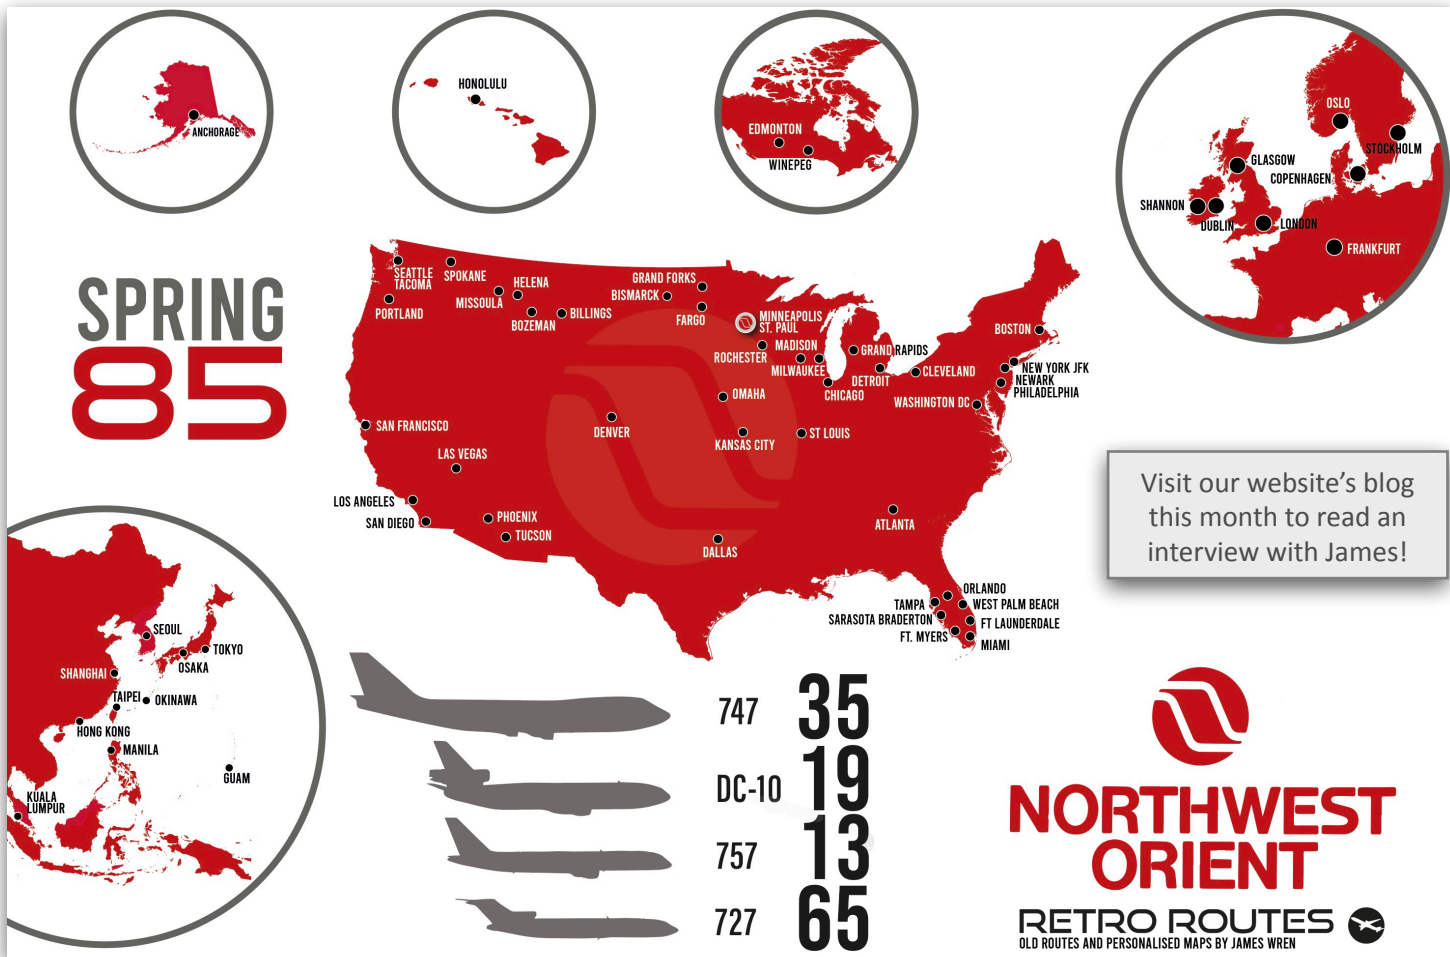 ANCHORAGE
HONOLULU
EDMONTON
WINEPEG
OSLO
STOCKHOLM
GLASGOW
COPENHAGEN
SHANNON
DUBLIN
LONDON
FRANKFURT
SPRING
85
SEATTLE
TACOMA
SPOKANE
PORTLAND
MISSOULA
HELENA
BOZEMAN
BILLINGS
GRAND FORKS
BISMARCK
FARGO
MINNEAPOLIS
ST. PAUL
ROCHESTER
MADISON
MILWAUKEE
GRAND RAPIDS
DETROIT
CHICAGO
CLEVELAND
BOSTON
NEW YORK JFK
NEWARK
PHILADELPHIA
WASHINGTON DC
OMAHA
DENVER
KANSAS CITY
ST LOUIS
SAN FRANCISCO
LAS VEGAS
LOS ANGELES
SAN DIEGO
PHOENIX
TUCSON
DALLAS
ATLANTA
ORLANDO
TAMPA
WEST PALM BEACH
SARASOTA BRADERTON
FT LAUNDERDALE
FT. MYERS
MIAMI
Visit our website’s blog
this month to read an
interview with James!
SEOUL
TOKYO
OSAKA
SHANGHAI
TAIPEI
OKINAWA
HONG KONG
MANILA
GUAM
KUALA
LUMPUR
747 35
DC-10 19
757 13
727 65
NORTHWEST
ORIENT
RETRO ROUTES
OLD ROUTES AND PERSONALISED MAPS BY JAMES WREN